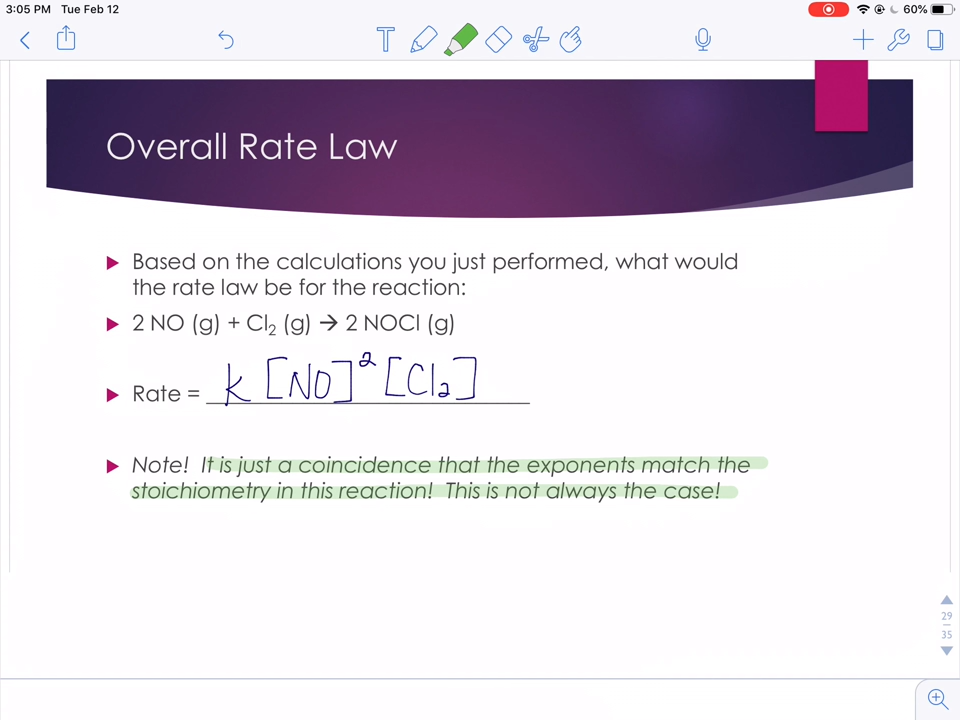 3:05 PM Tue Feb 12 60%
T
Overall Rate Law
Based on the calculations you just performed, what would
the rate law be for the reaction:
2 NO (g) + Cl₂ (g) → 2 NOCl (g)
Rate = k [NO]² [Cl₂]
Note! It is just a coincidence that the exponents match the
stoichiometry in this reaction! This is not always the case!
29
35